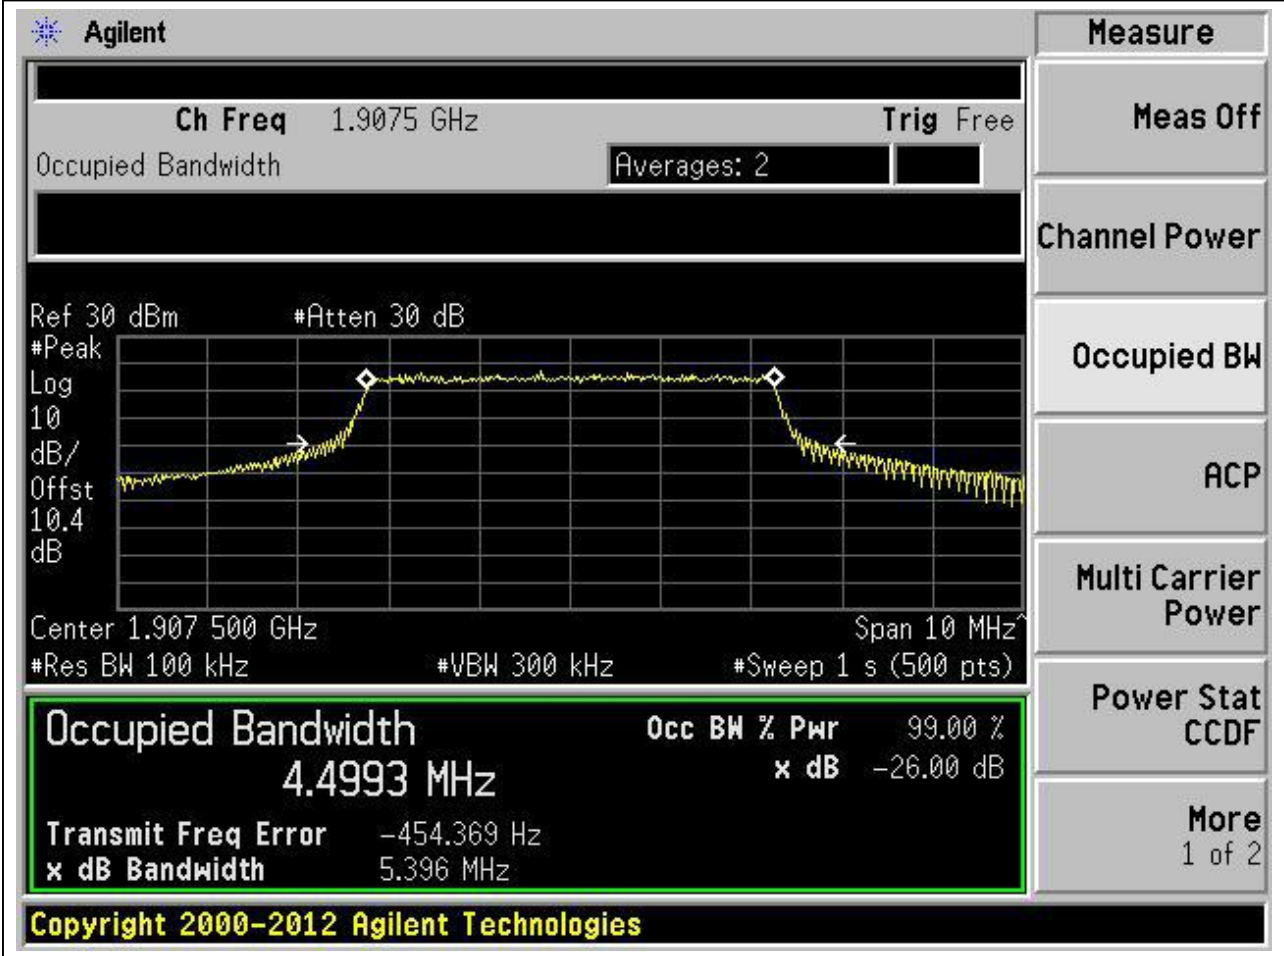 Agilent
Measure
Ch Freq 1.9075 GHz Trig Free
Occupied Bandwidth Averages: 2
Meas Off
Channel Power
Occupied BW
ACP
Multi Carrier
Power
Power Stat
CCDF
More
1 of 2
Ref 30 dBm #Atten 30 dB
#Peak
Log
10
dB/
Offst
10.4
dB
Center 1.907 500 GHz Span 10 MHz^
#Res BW 100 kHz #VBW 300 kHz #Sweep 1 s (500 pts)
Occupied Bandwidth Occ BW % Pwr 99.00 %
4.4993 MHz x dB -26.00 dB
Transmit Freq Error -454.369 Hz
x dB Bandwidth 5.396 MHz
Copyright 2000-2012 Agilent Technologies